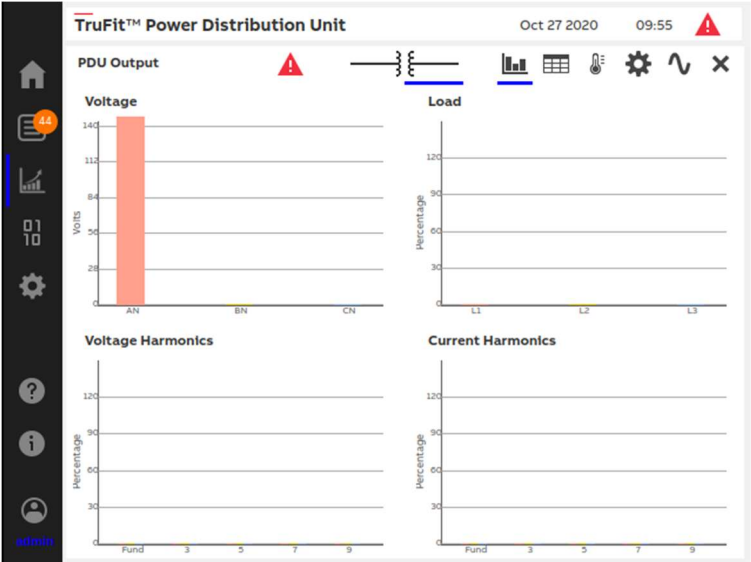 TruFit™ Power Distribution Unit
Oct 27 2020
09:55
PDU Output
44
admin
Voltage
Volts
140
112
84
56
28
0
AN BN CN
Load
Percentage
120
90
60
30
0
L1 L2 L3
Voltage Harmonics
Percentage
120
90
60
30
0
Fund 3 5 7 9
Current Harmonics
Percentage
120
90
60
30
0
Fund 3 5 7 9